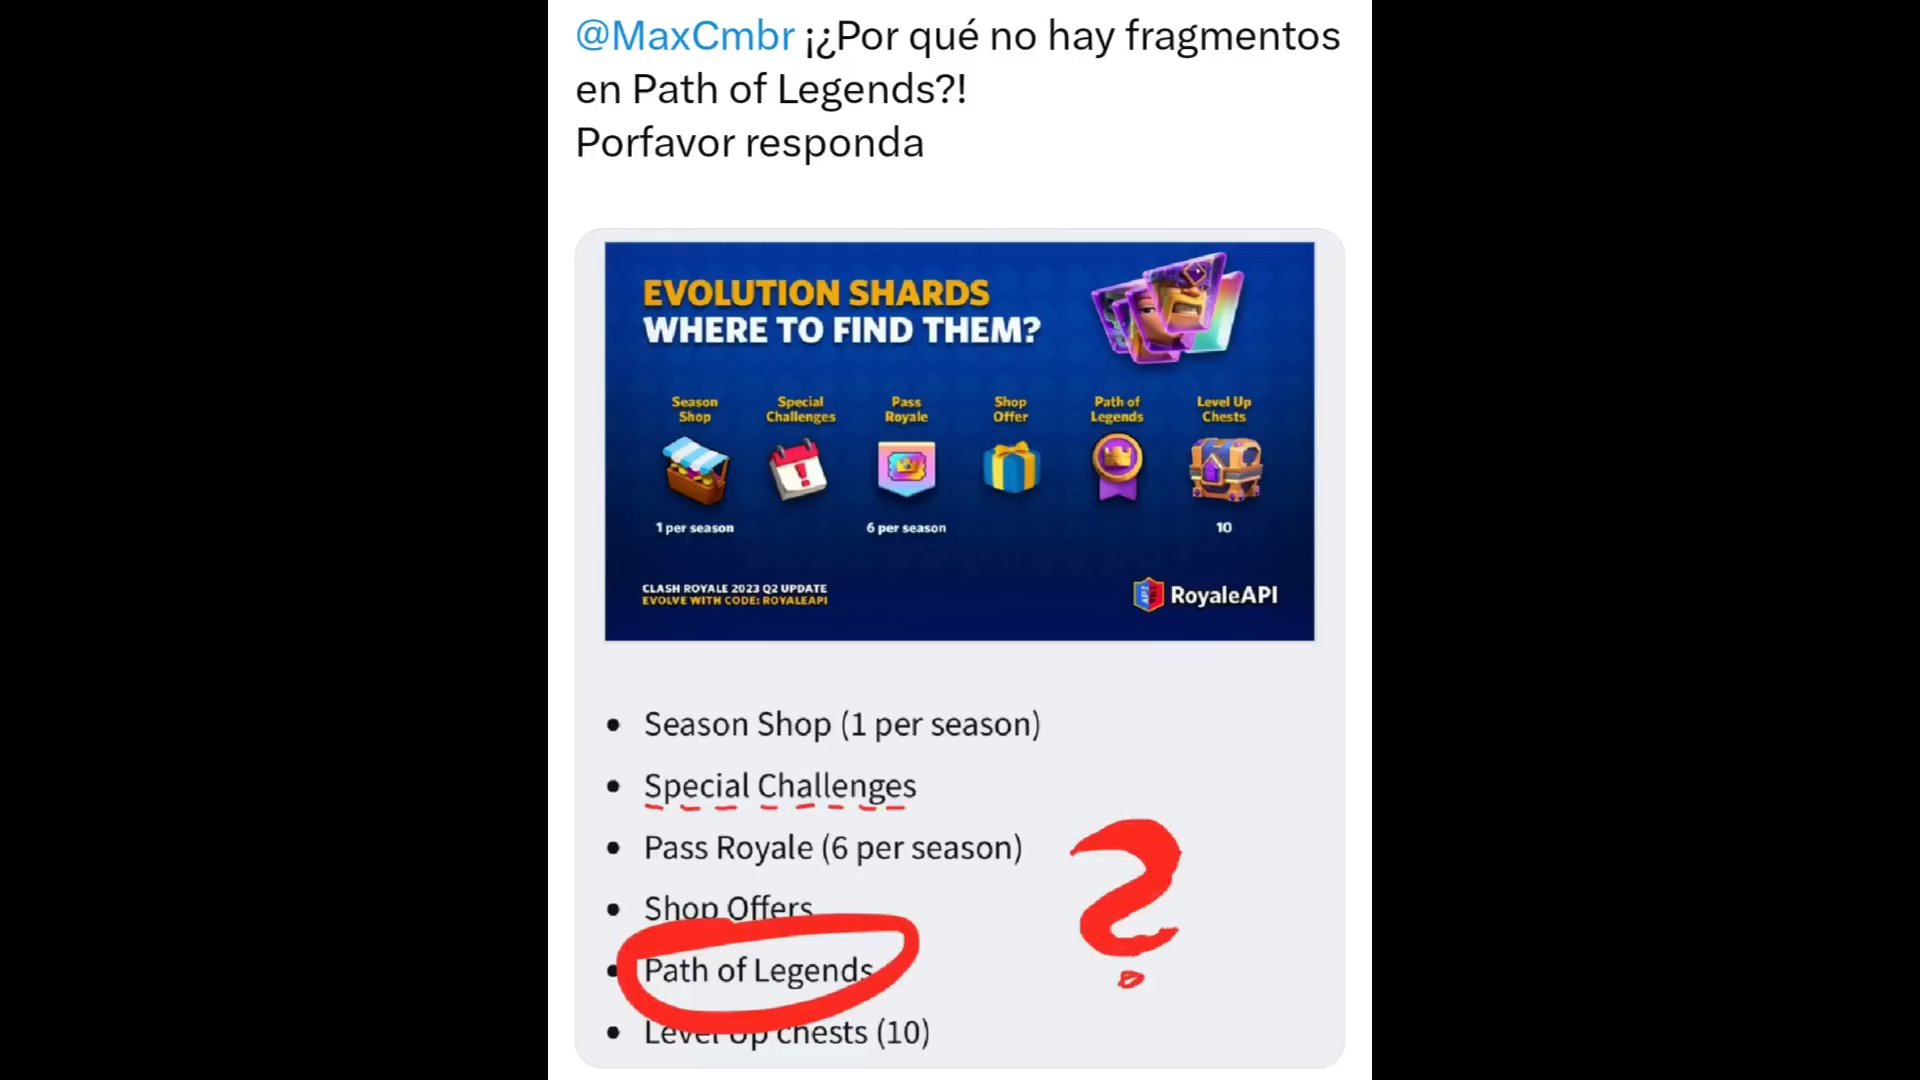 @MaxCmbr ¡¿Por qué no hay fragmentos
en Path of Legends?!
Porfavor responda
EVOLUTION SHARDS
WHERE TO FIND THEM?
Season Shop
Special Challenges
Pass Royale
Shop Offer
Path of Legends
Level Up Chests
1 per season
6 per season
10
CLASH ROYALE 2023 Q2 UPDATE
EVOLVE WITH CODE: ROYALEAPI
RoyaleAPI
• Season Shop (1 per season)
• Special Challenges
• Pass Royale (6 per season)
• Shop Offers
• Path of Legends
• Level Up chests (10)
?